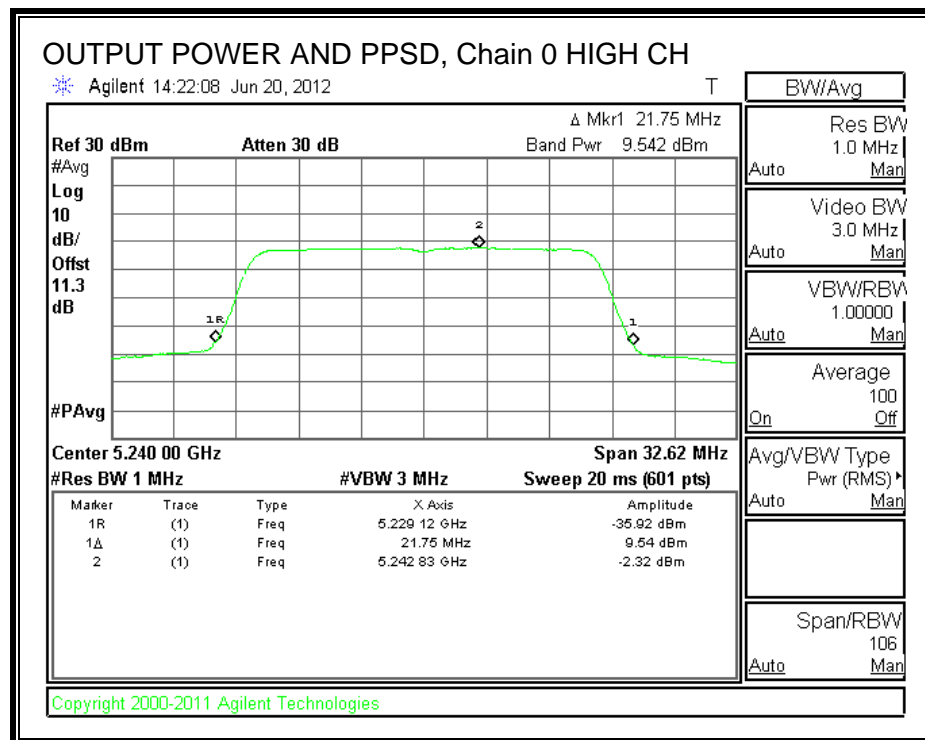 OUTPUT POWER AND PPSD, Chain 0 HIGH CH
Agilent 14:22:08 Jun 20, 2012 T
Δ Mkr1 21.75 MHz
Ref 30 dBm Atten 30 dB Band Pwr 9.542 dBm
#Avg
Log
10
dB/
Offst
11.3
dB
2
1R
1
#PAvg
Center 5.240 00 GHz Span 32.62 MHz
#Res BW 1 MHz #VBW 3 MHz Sweep 20 ms (601 pts)
Marker Trace Type X Axis Amplitude
1R (1) Freq 5.229 12 GHz -35.92 dBm
1Δ (1) Freq 21.75 MHz 9.54 dBm
2 (1) Freq 5.242 83 GHz -2.32 dBm
BW/Avg
Res BW
1.0 MHz
Auto Man
Video BW
3.0 MHz
Auto Man
VBW/RBW
1.00000
Auto Man
Average
100
On Off
Avg/VBW Type
Pwr (RMS)
Auto Man
Span/RBW
106
Auto Man
Copyright 2000-2011 Agilent Technologies